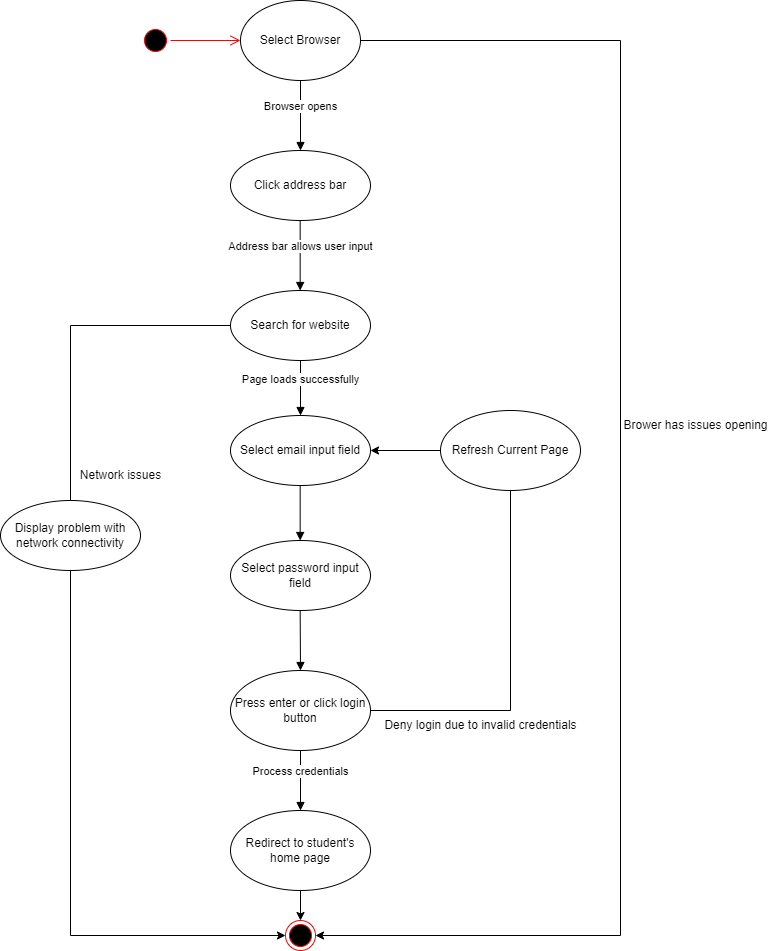 Select Browser
Browser opens
Click address bar
Address bar allows user input
Search for website
Page loads successfully
Brower has issues opening
Select email input field
Refresh Current Page
Network issues
Display problem with
network connectivity
Select password input
field
Press enter or click login
button
Deny login due to invalid credentials
Process credentials
Redirect to student's
home page